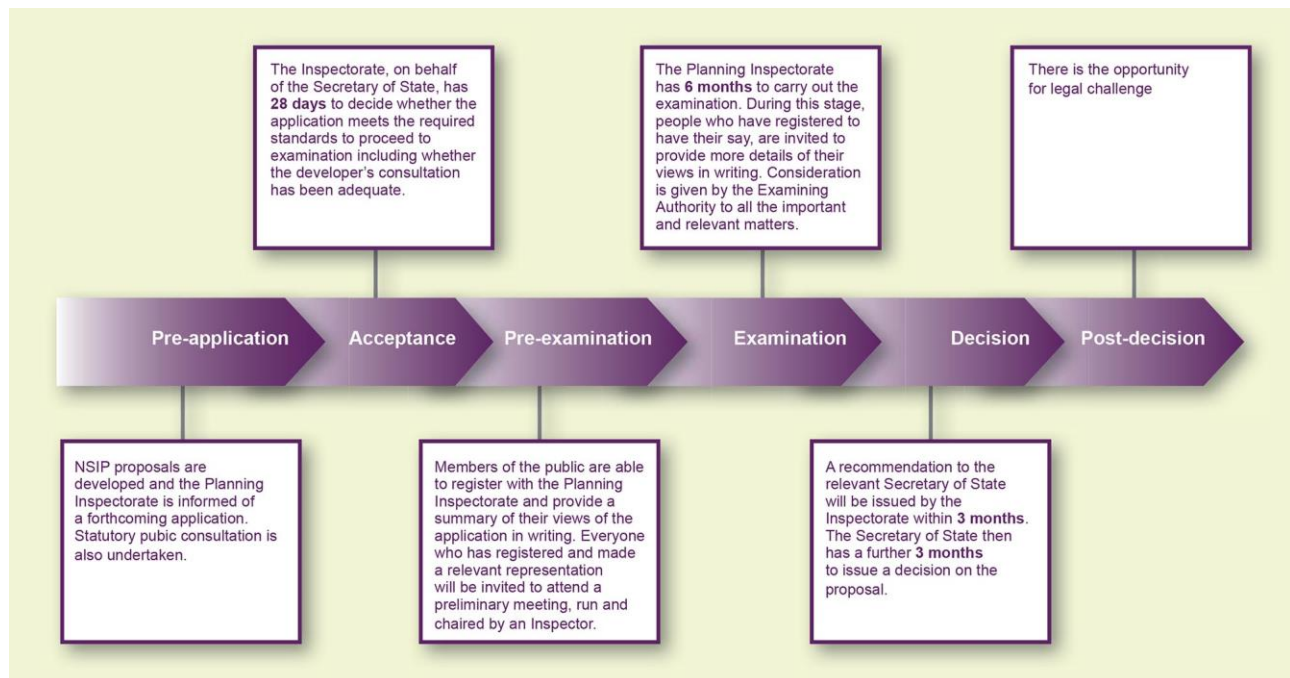 The Inspectorate, on behalf
of the Secretary of State, has
28 days to decide whether the
application meets the required
standards to proceed to
examination including whether
the developer's consultation
has been adequate.
The Planning Inspectorate
has 6 months to carry out the
examination. During this stage,
people who have registered to
have their say, are invited to
provide more details of their
views in writing. Consideration
is given by the Examining
Authority to all the important
and relevant matters.
There is the opportunity
for legal challenge
Pre-application
Acceptance
Pre-examination
Examination
Decision
Post-decision
NSIP proposals are
developed and the Planning
Inspectorate is informed of
a forthcoming application.
Statutory pubic consultation is
also undertaken.
Members of the public are able
to register with the Planning
Inspectorate and provide a
summary of their views of the
application in writing. Everyone
who has registered and made
a relevant representation
will be invited to attend a
preliminary meeting, run and
chaired by an Inspector.
A recommendation to the
relevant Secretary of State
will be issued by the
Inspectorate within 3 months.
The Secretary of State then
has a further 3 months
to issue a decision on the
proposal.